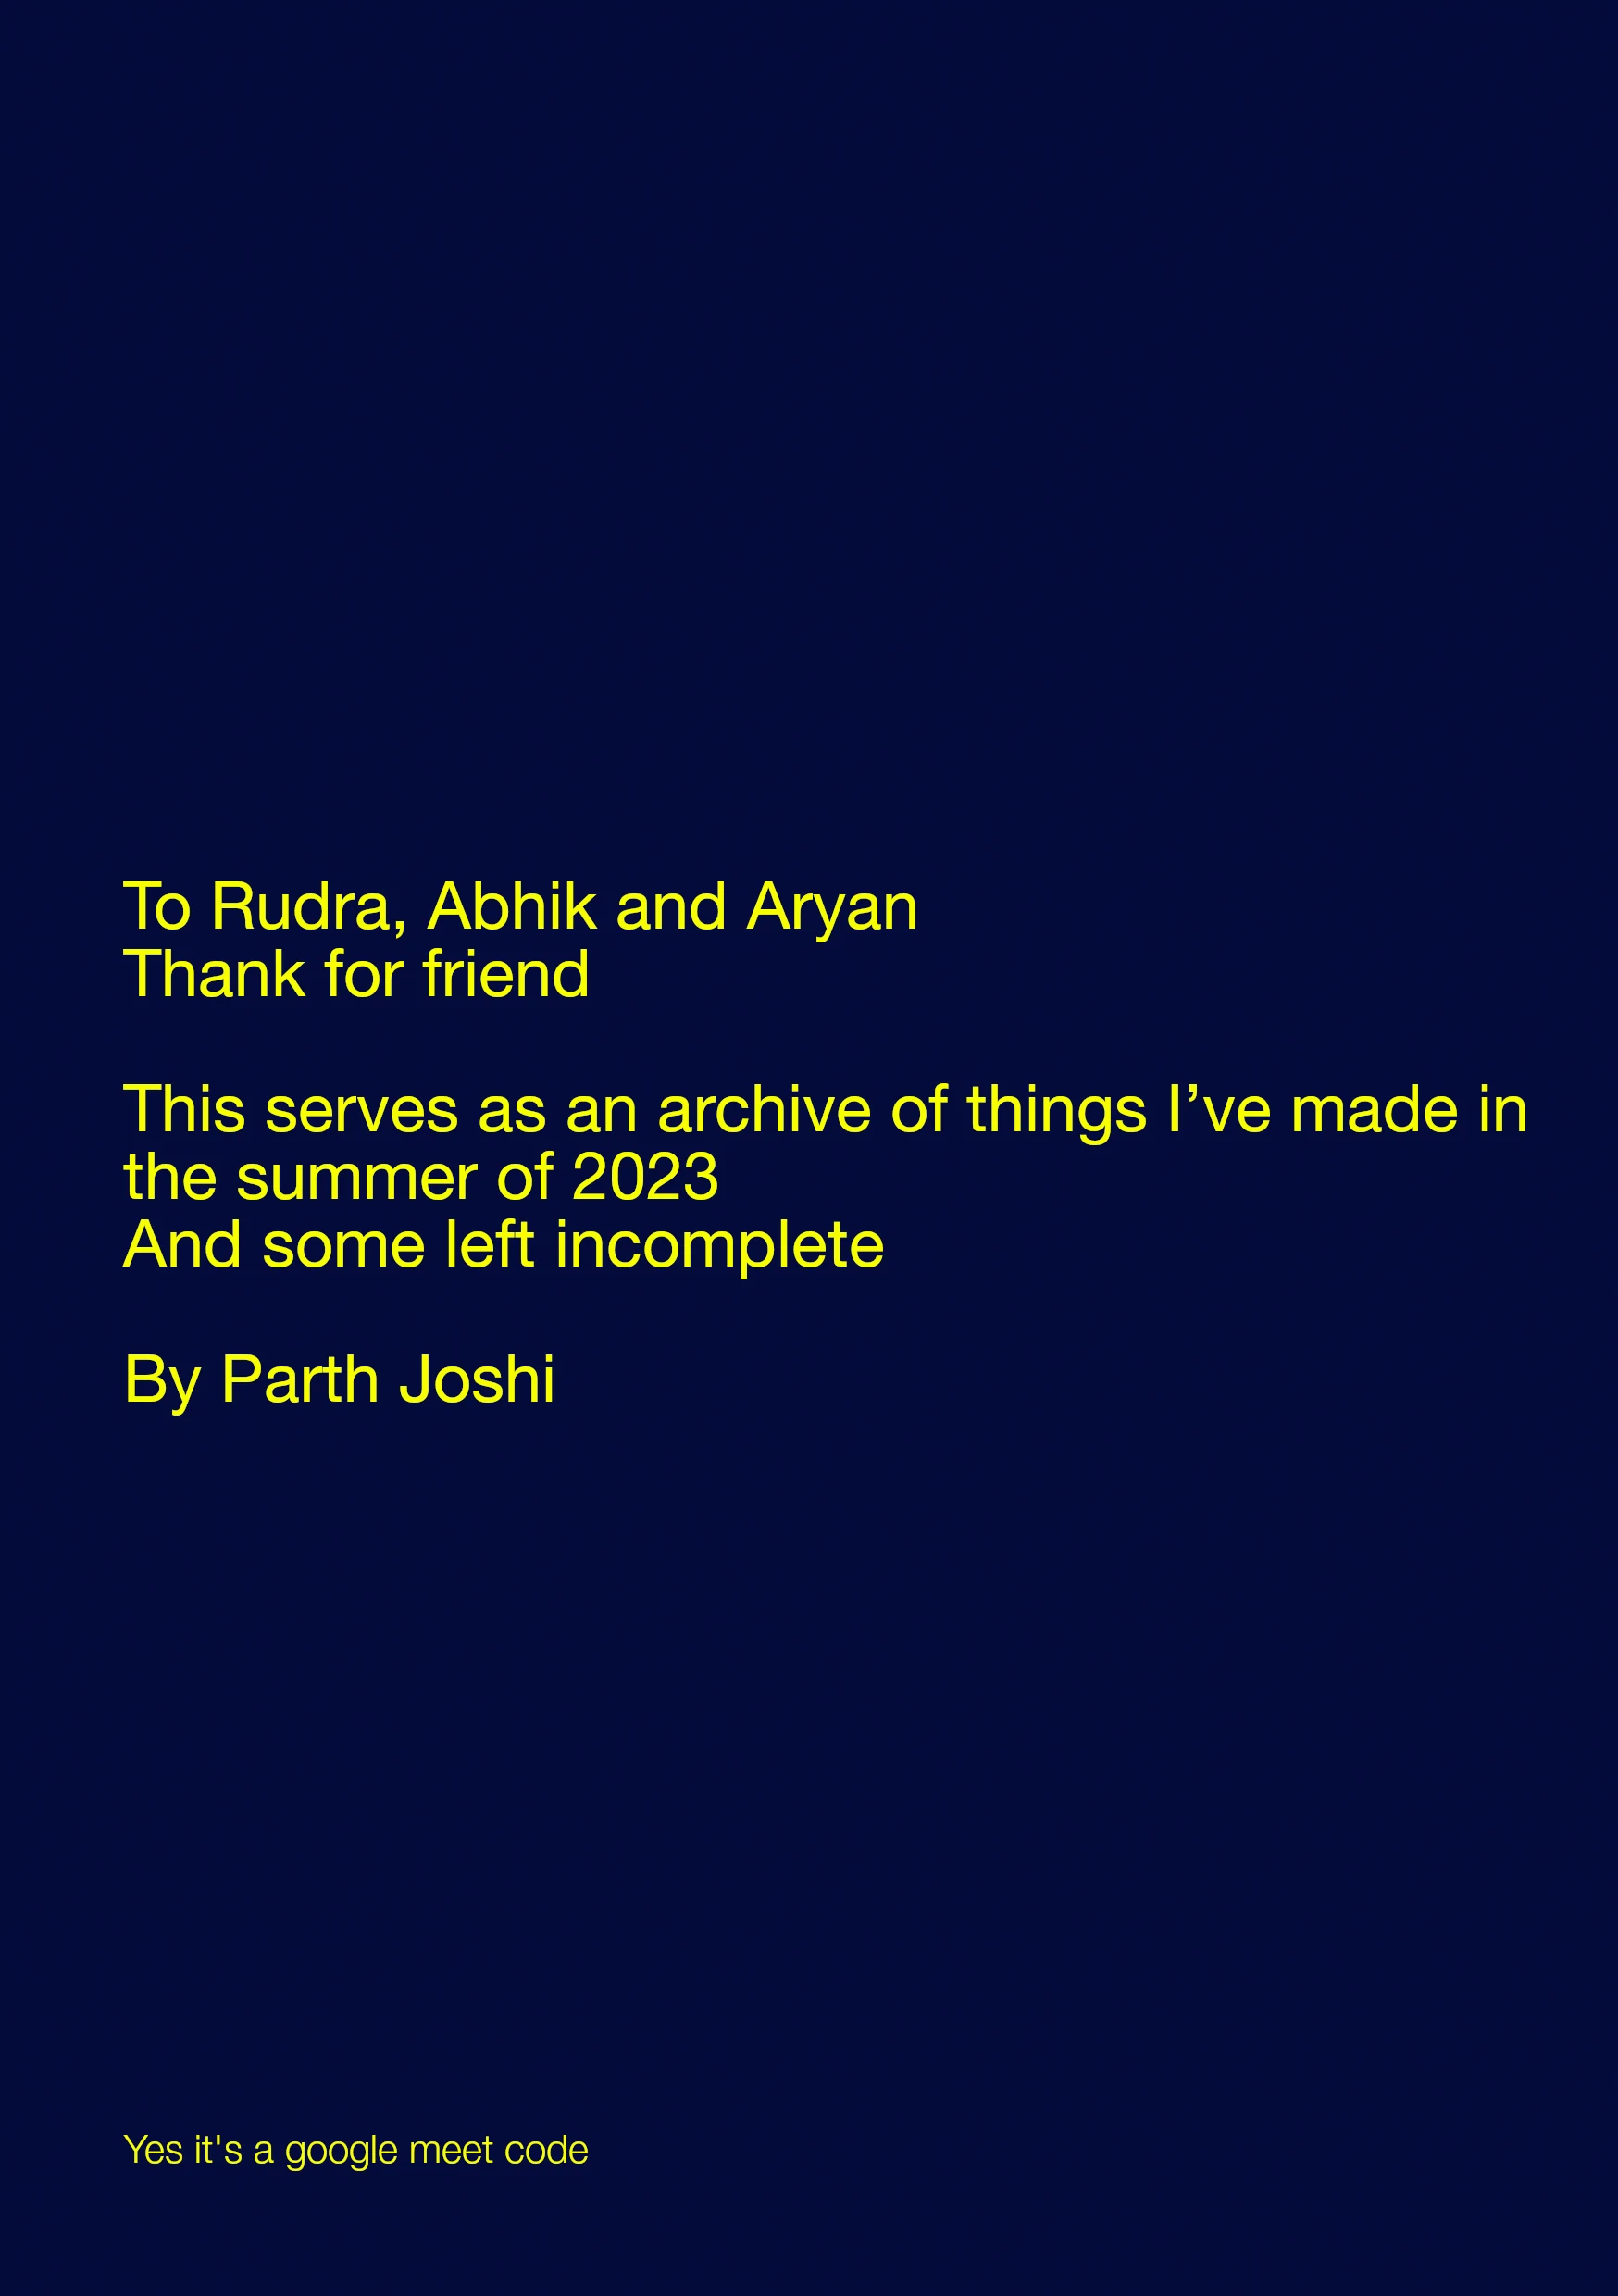 To Rudra, Abhik and Aryan
Thank for friend
This serves as an archive of things I’ve made in
the summer of 2023
And some left incomplete
By Parth Joshi
Yes it's a google meet code